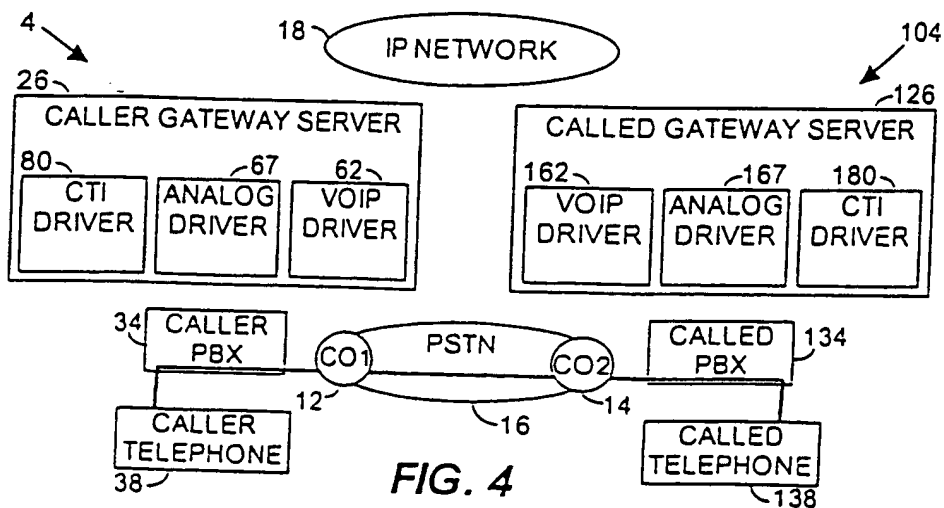 4
18
IP NETWORK
104
26
126
CALLER GATEWAY SERVER
CALLED GATEWAY SERVER
80
67
62
162
167
180
CTI
DRIVER
ANALOG
DRIVER
VOIP
DRIVER
VOIP
DRIVER
ANALOG
DRIVER
CTI
DRIVER
34
CALLER
PBX
CO1
PSTN
CO2
CALLED
PBX
134
12
16
14
CALLER
TELEPHONE
38
CALLED
TELEPHONE
138
FIG. 4